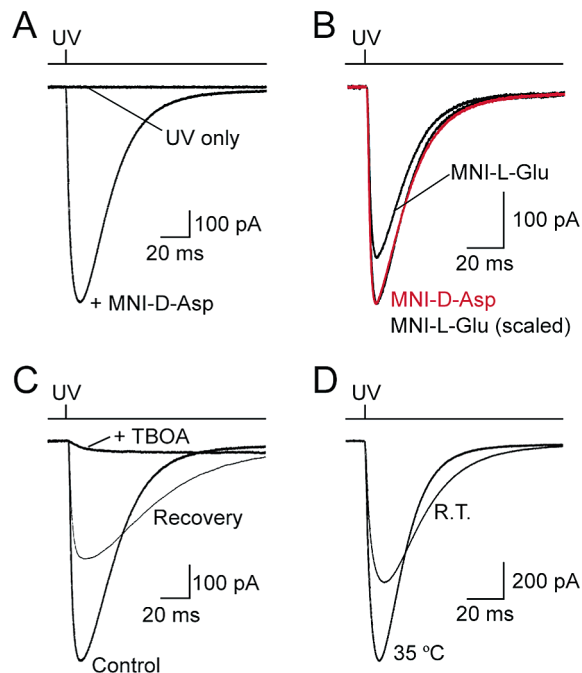 A
UV
UV only
100 pA
20 ms
+ MNI-D-Asp
B
UV
MNI-L-Glu
100 pA
20 ms
MNI-D-Asp
MNI-L-Glu (scaled)
C
UV
+ TBOA
Recovery
100 pA
20 ms
Control
D
UV
R.T.
200 pA
20 ms
35 ºC